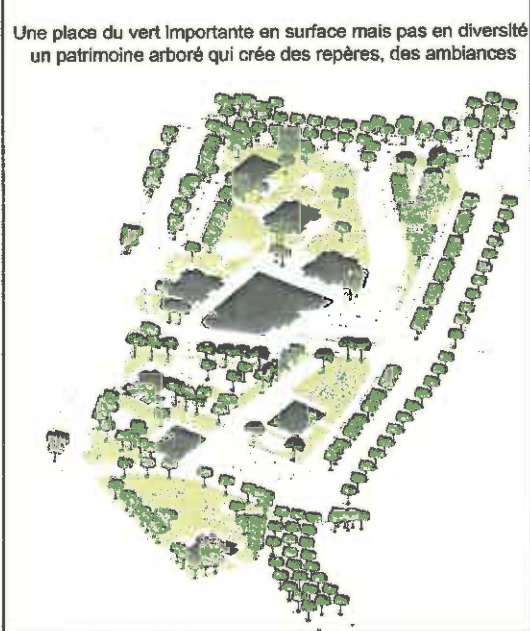 Une place du vert importante en surface mais pas en diversité
un patrimoine arboré qui crée des repères, des ambiances